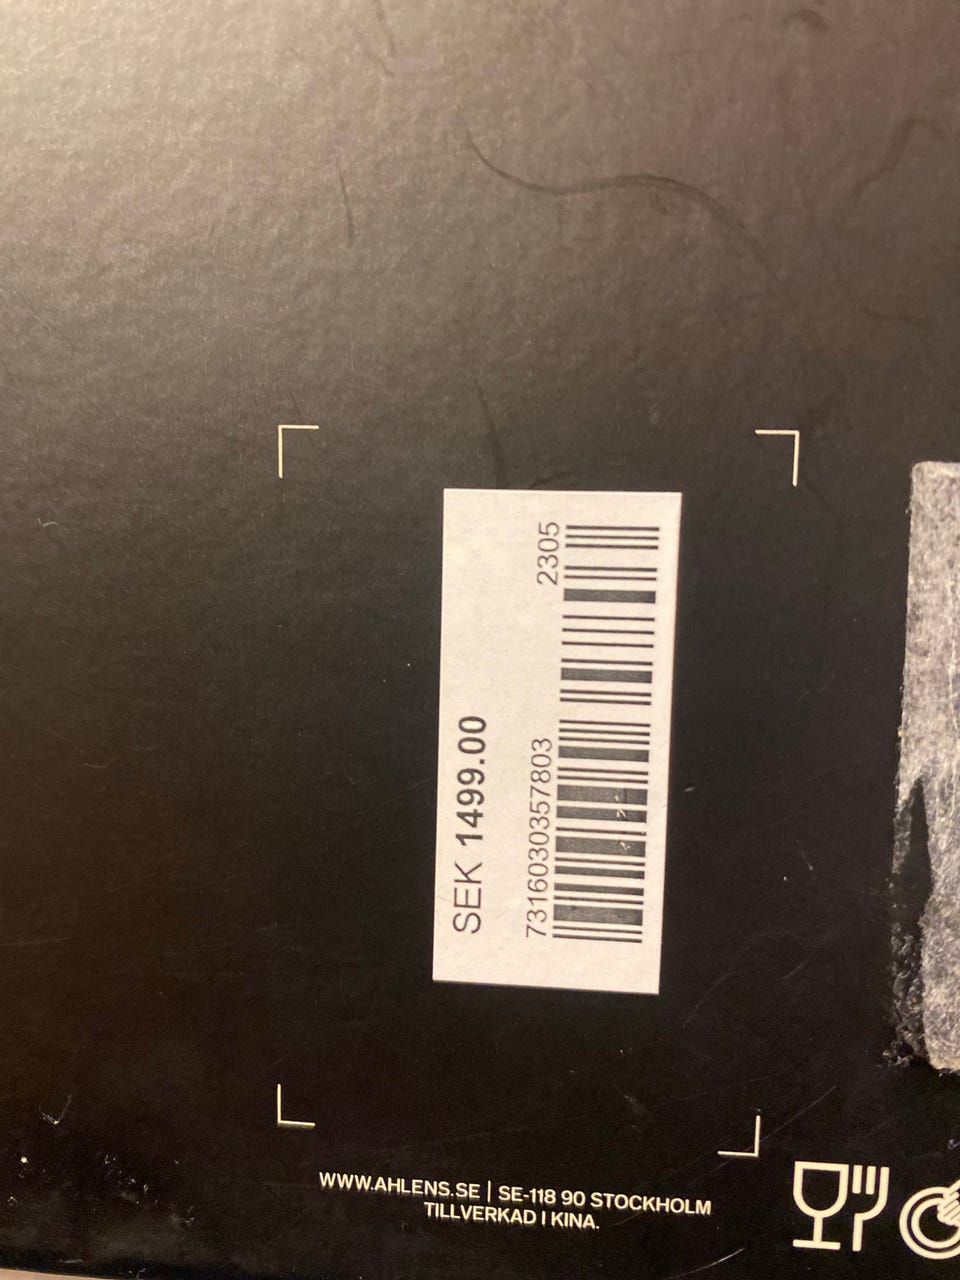 SEK 1499.00
2305
7316030357803
WWW.AHLENS.SE | SE-118 90 STOCKHOLM
TILLVERKAD I KINA.